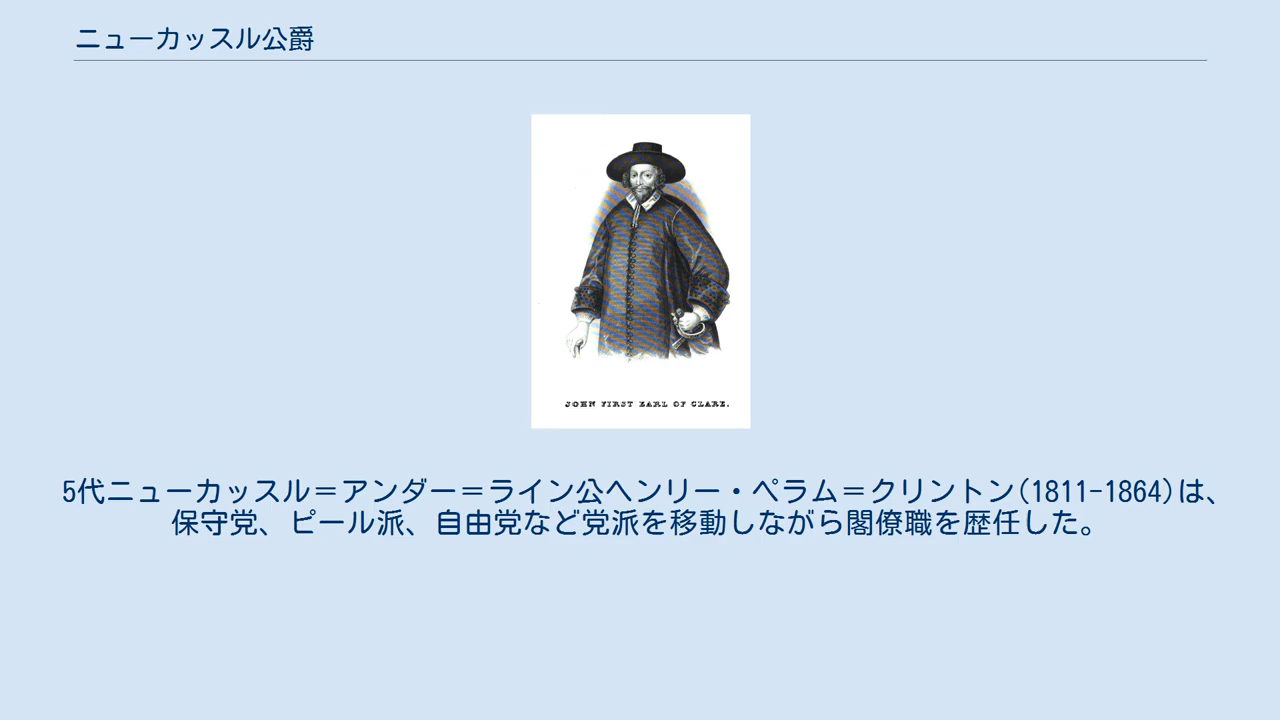 ニューカッスル公爵
JOHN FIRST EARL OF CLARE.
5代ニューカッスル＝アンダー＝ライン公ヘンリー・ペラム＝クリントン(1811-1864)は、
保守党、ピール派、自由党など党派を移動しながら閣僚職を歴任した。